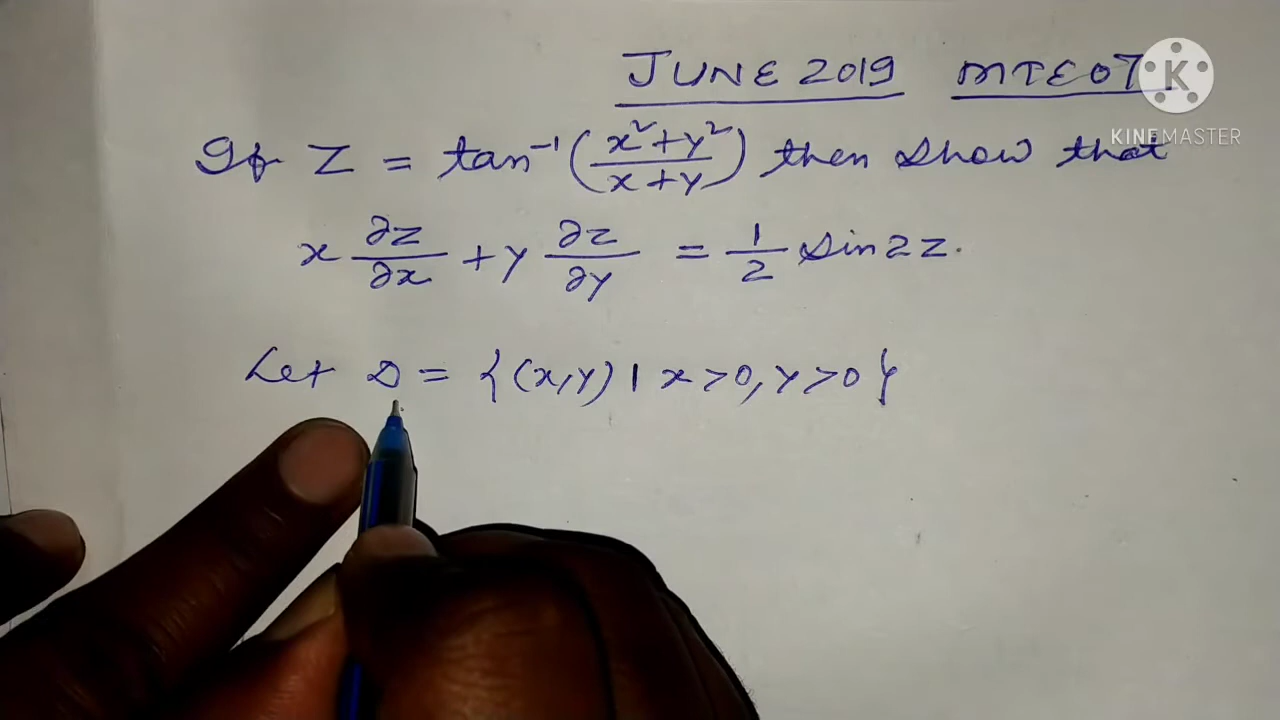 JUNE 2019 MTE07
K
KINEMASTER
If Z = tan⁻¹(x²+y²/x+y) then show that
x ∂z/∂x + y ∂z/∂y = 1/2 sin2z.
Let D = {(x,y) | x>0, y>0}